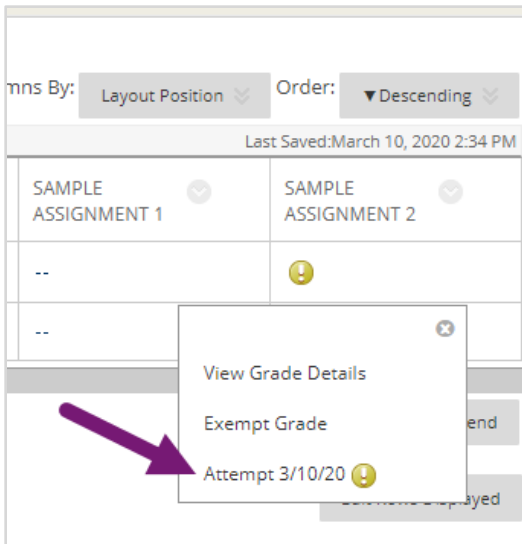 mns By: Layout Position Order: ▼Descending
Last Saved:March 10, 2020 2:34 PM
SAMPLE ASSIGNMENT 1
SAMPLE ASSIGNMENT 2
--
--
View Grade Details
Exempt Grade
end
Attempt 3/10/20